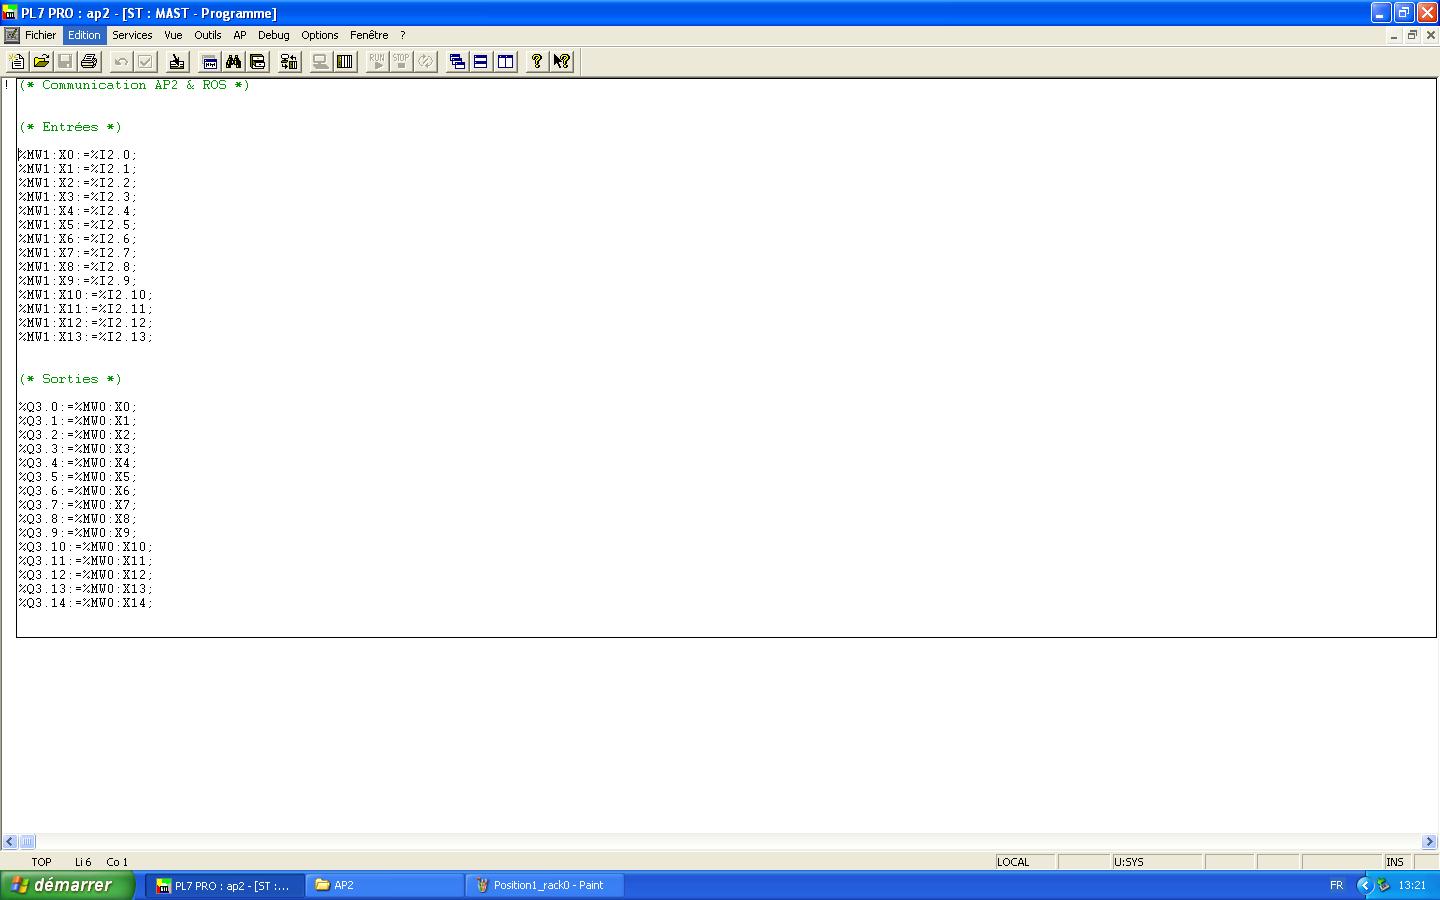 PL7 PRO : ap2 - [ST : MAST - Programme]
Fichier Edition Services Vue Outils AP Debug Options Fenêtre ?
RUN STOP
! (* Communication AP2 & ROS *)
(* Entrées *)
%MW1:X0:=%I2.0;
%MW1:X1:=%I2.1;
%MW1:X2:=%I2.2;
%MW1:X3:=%I2.3;
%MW1:X4:=%I2.4;
%MW1:X5:=%I2.5;
%MW1:X6:=%I2.6;
%MW1:X7:=%I2.7;
%MW1:X8:=%I2.8;
%MW1:X9:=%I2.9;
%MW1:X10:=%I2.10;
%MW1:X11:=%I2.11;
%MW1:X12:=%I2.12;
%MW1:X13:=%I2.13;
(* Sorties *)
%Q3.0:=%MW0:X0;
%Q3.1:=%MW0:X1;
%Q3.2:=%MW0:X2;
%Q3.3:=%MW0:X3;
%Q3.4:=%MW0:X4;
%Q3.5:=%MW0:X5;
%Q3.6:=%MW0:X6;
%Q3.7:=%MW0:X7;
%Q3.8:=%MW0:X8;
%Q3.9:=%MW0:X9;
%Q3.10:=%MW0:X10;
%Q3.11:=%MW0:X11;
%Q3.12:=%MW0:X12;
%Q3.13:=%MW0:X13;
%Q3.14:=%MW0:X14;
TOP Li 6 Co 1 LOCAL U:SYS INS
démarrer PL7 PRO : ap2 - [ST :... AP2 Position1_rack0 - Paint FR 13:21